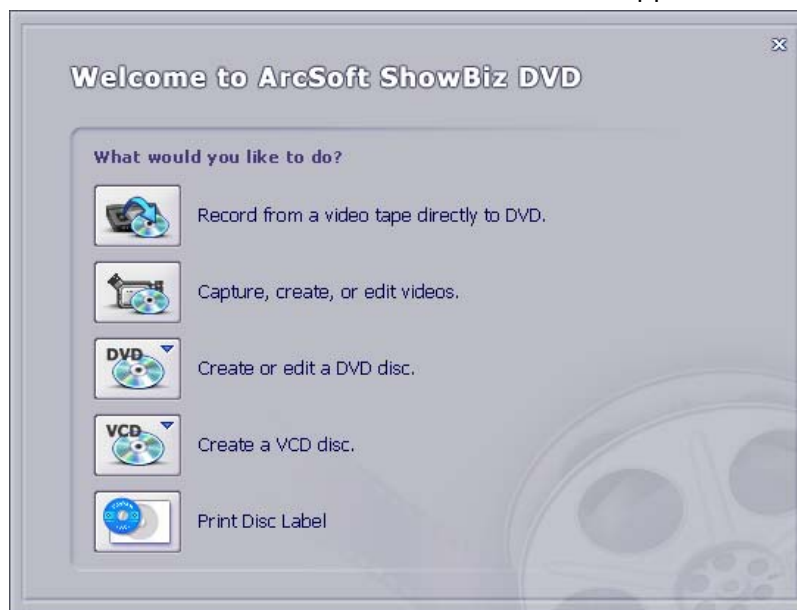 Welcome to ArcSoft ShowBiz DVD
What would you like to do?
Record from a video tape directly to DVD.
Capture, create, or edit videos.
DVD
Create or edit a DVD disc.
VCD
Create a VCD disc.
Print Disc Label